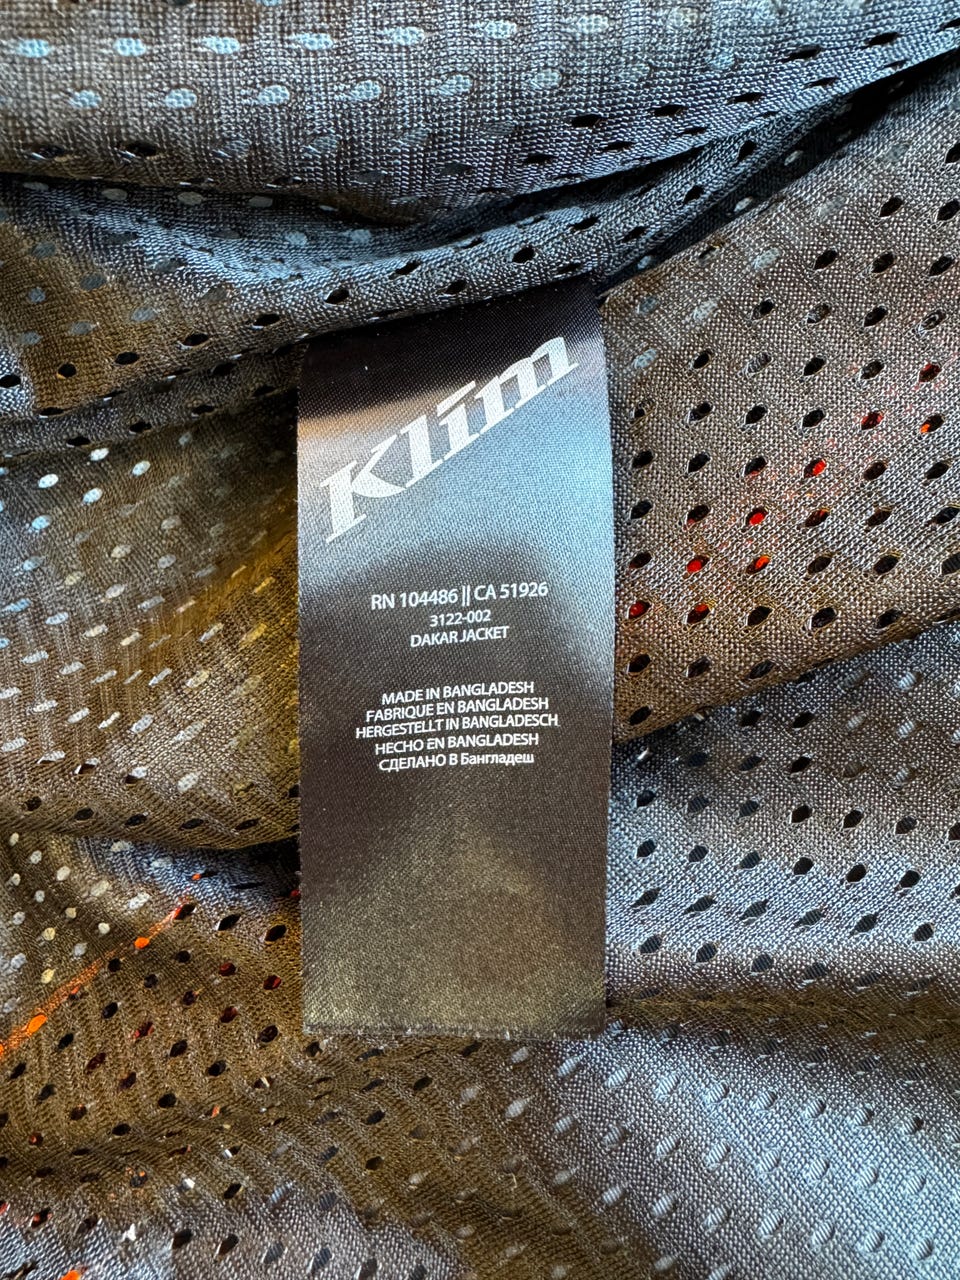 Klim
RN 104486 || CA 51926
3122-002
DAKAR JACKET
MADE IN BANGLADESH
FABRIQUE EN BANGLADESH
HERGESTELLT IN BANGLADESCH
HECHO EN BANGLADESH
СДЕЛАНО В Бангладеш